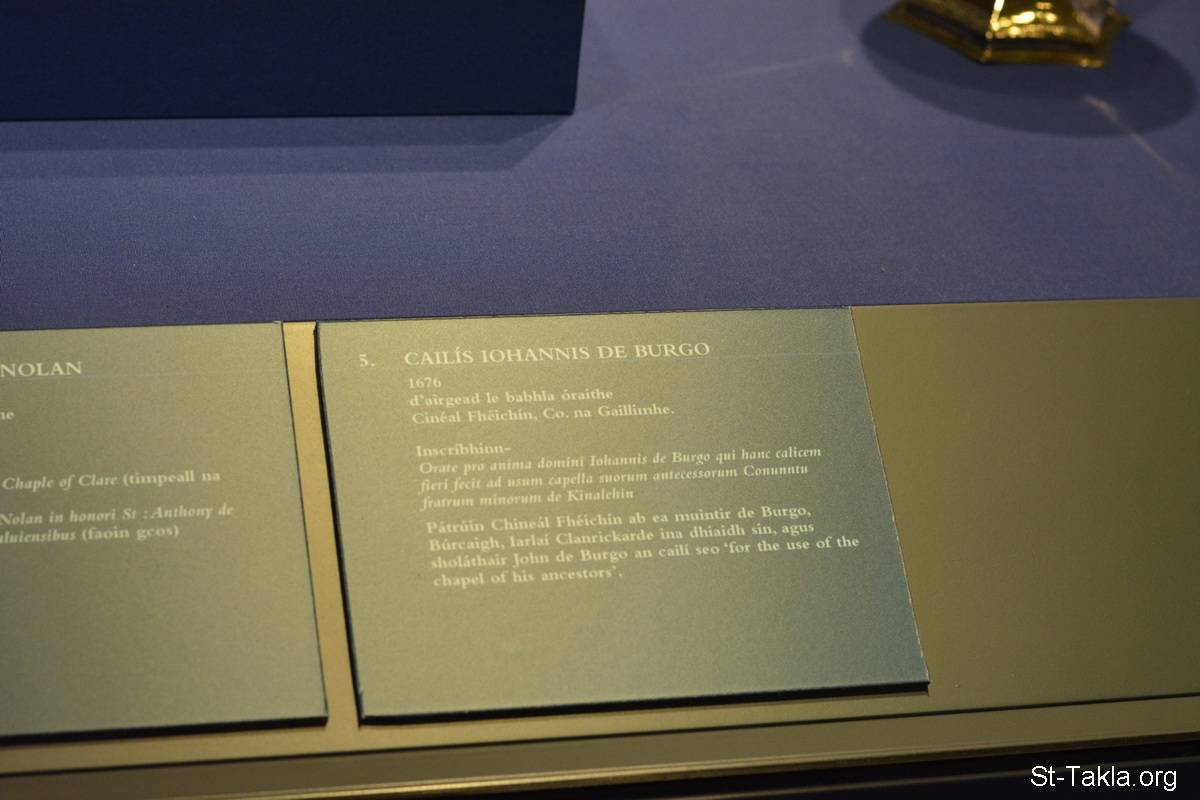 NOLAN
Chaple of Clare (timpeall na
Nolan in honori St : Anthony de
(faoin gcos)
5. CAILÍS IOHANNIS DE BURGO
1676
d'airgead le babhla óraithe
Cinéal Fhéichín, Co. na Gaillimhe.
Inscríbhinn-
Orate pro anima domini Iohannis de Burgo qui hanc calicem
fieri fecit ad usum capella suorum antecessorum Conunntu
fratrum minorum de Kinalehin
Pátrúin Chineál Fhéichín ab ea muintir de Burgo,
Búrcaigh, Iarlaí Clanrickarde ina dhiaidh sin, agus
sholáthair John de Burgo an cailí seo 'for the use of the
chapel of his ancestors'.
St-Takla.org